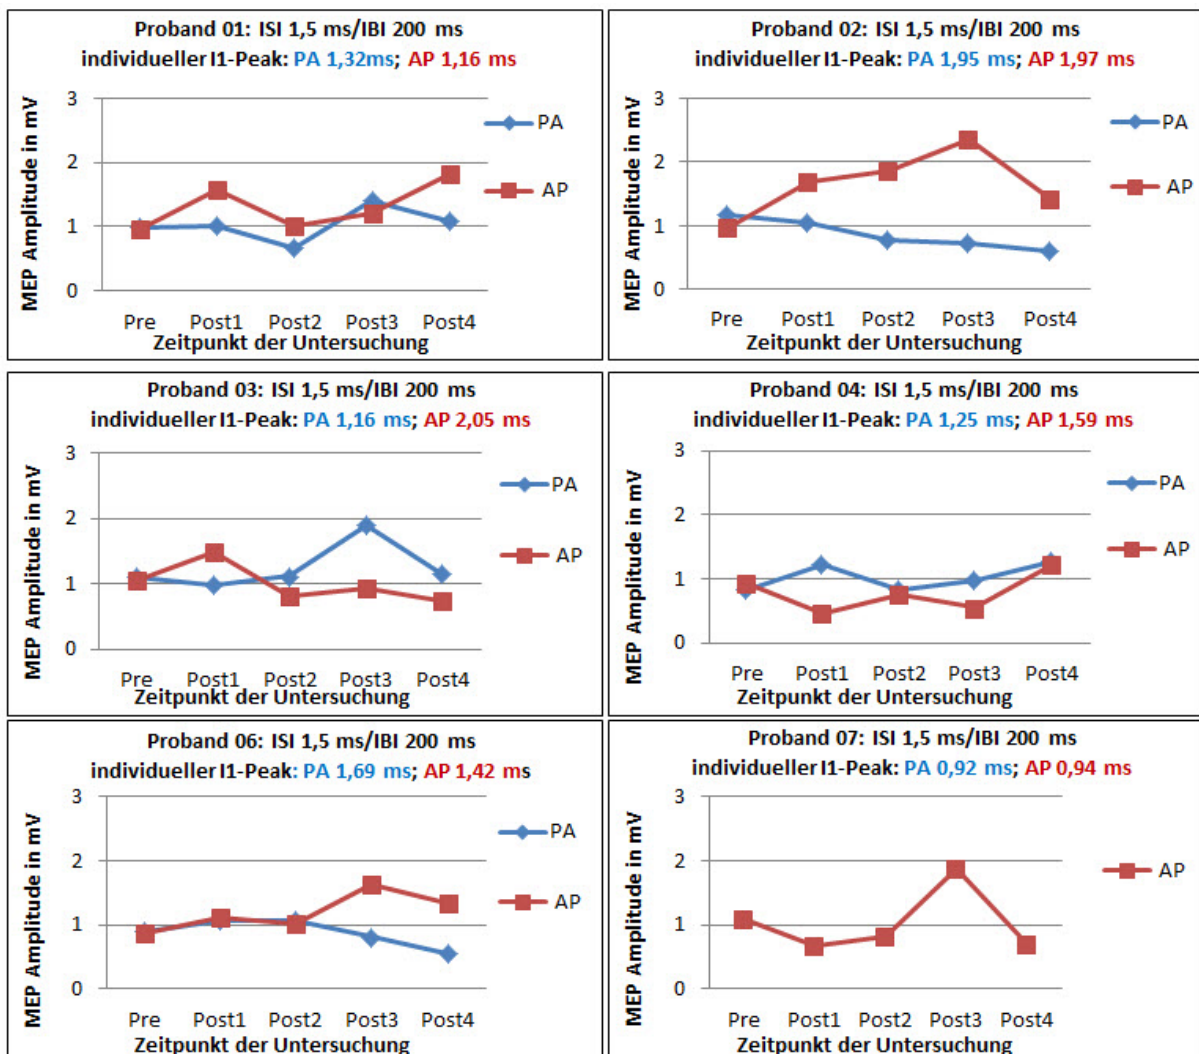 Proband 01: ISI 1,5 ms/IBI 200 ms
individueller I1-Peak: PA 1,32ms; AP 1,16 ms
MEP Amplitude in mV
3
2
1
0
PA
AP
Pre Post1 Post2 Post3 Post4
Zeitpunkt der Untersuchung
Proband 02: ISI 1,5 ms/IBI 200 ms
individueller I1-Peak: PA 1,95 ms; AP 1,97 ms
MEP Amplitude in mV
3
2
1
0
PA
AP
Pre Post1 Post2 Post3 Post4
Zeitpunkt der Untersuchung
Proband 03: ISI 1,5 ms/IBI 200 ms
individueller I1-Peak: PA 1,16 ms; AP 2,05 ms
MEP Amplitude in mV
3
2
1
0
PA
AP
Pre Post1 Post2 Post3 Post4
Zeitpunkt der Untersuchung
Proband 04: ISI 1,5 ms/IBI 200 ms
individueller I1-Peak: PA 1,25 ms; AP 1,59 ms
MEP Amplitude in mV
3
2
1
0
PA
AP
Pre Post1 Post2 Post3 Post4
Zeitpunkt der Untersuchung
Proband 06: ISI 1,5 ms/IBI 200 ms
individueller I1-Peak: PA 1,69 ms; AP 1,42 ms
MEP Amplitude in mV
3
2
1
0
PA
AP
Pre Post1 Post2 Post3 Post4
Zeitpunkt der Untersuchung
Proband 07: ISI 1,5 ms/IBI 200 ms
individueller I1-Peak: PA 0,92 ms; AP 0,94 ms
MEP Amplitude in mV
3
2
1
0
AP
Pre Post1 Post2 Post3 Post4
Zeitpunkt der Untersuchung